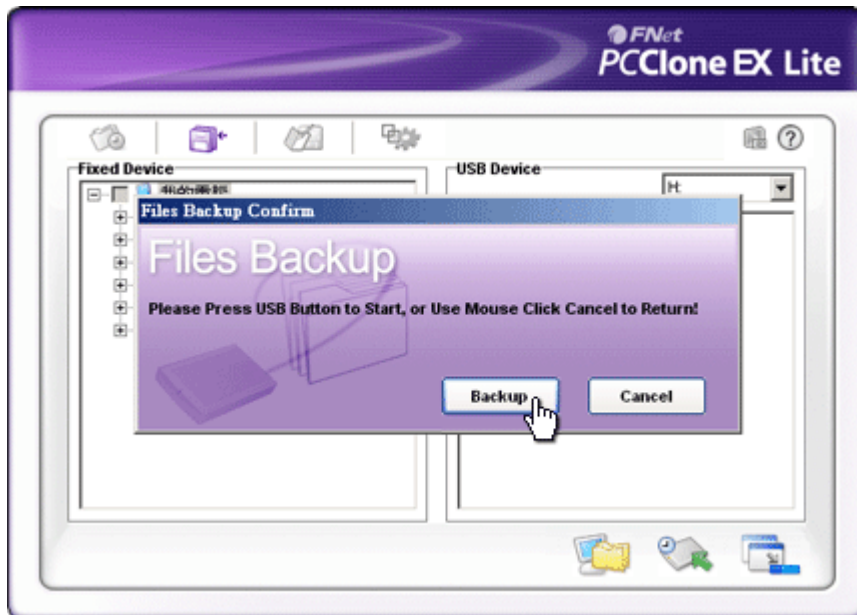 FNet
PCClone EX Lite
Fixed Device
USB Device
H:
Files Backup Confirm
Files Backup
Please Press USB Button to Start, or Use Mouse Click Cancel to Return!
Backup
Cancel